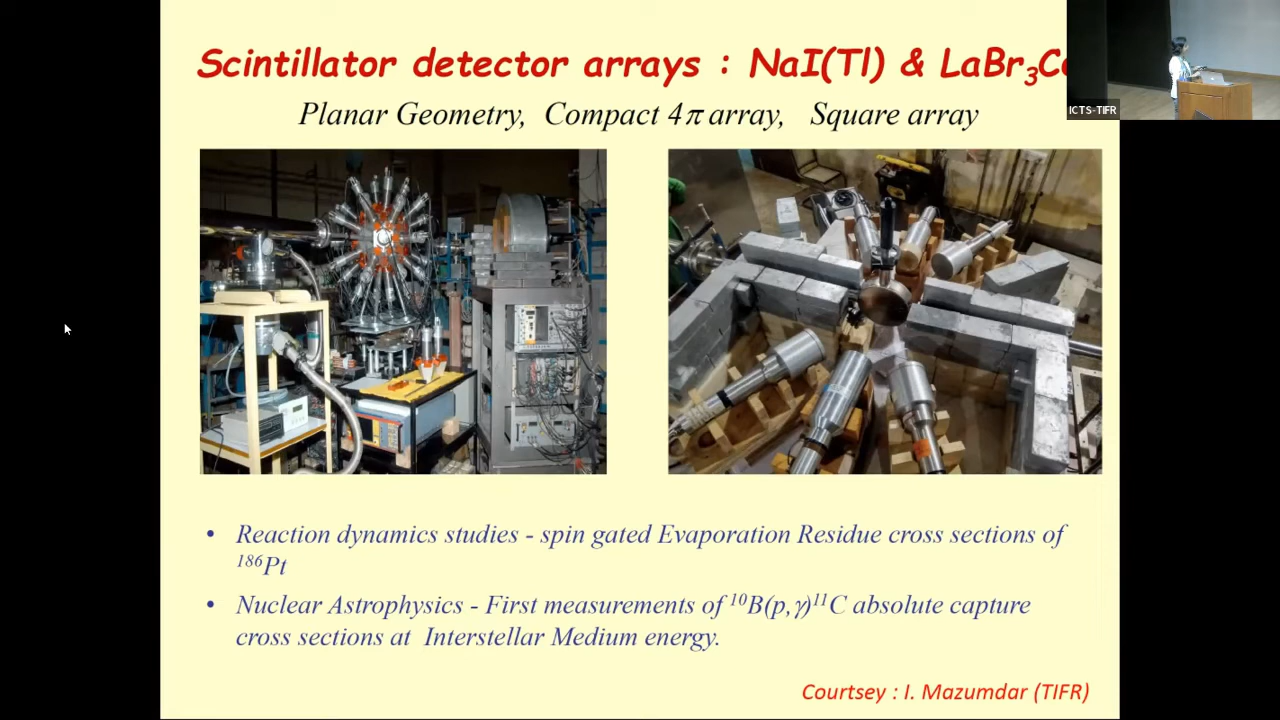 Scintillator detector arrays : NaI(Tl) & LaBr₃Ce
ICTS-TIFR
Planar Geometry, Compact 4π array, Square array
• Reaction dynamics studies - spin gated Evaporation Residue cross sections of
¹⁸⁶Pt
• Nuclear Astrophysics - First measurements of ¹⁰B(p,γ)¹¹C absolute capture
cross sections at Interstellar Medium energy.
Courtsey : I. Mazumdar (TIFR)